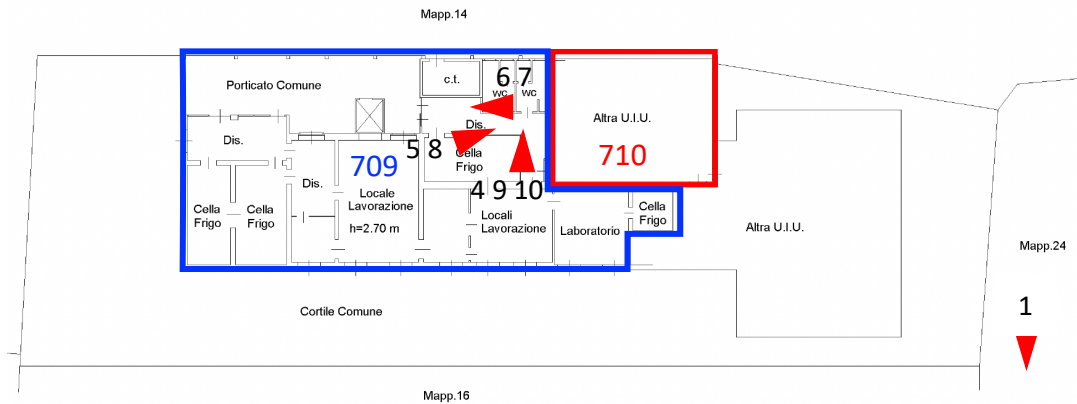 Mapp.14
c.t.
6 7
wc
wc
Porticato Comune
Altra U.I.U.
Dis.
Dis.
5 8
Cella
Frigo
709
710
Dis.
4 9 10
Locale
Lavorazione
h=2.70 m
Cella
Frigo
Cella
Frigo
Locali
Lavorazione
Laboratorio
Cella
Frigo
Altra U.I.U.
Mapp.24
1
Cortile Comune
Mapp.16